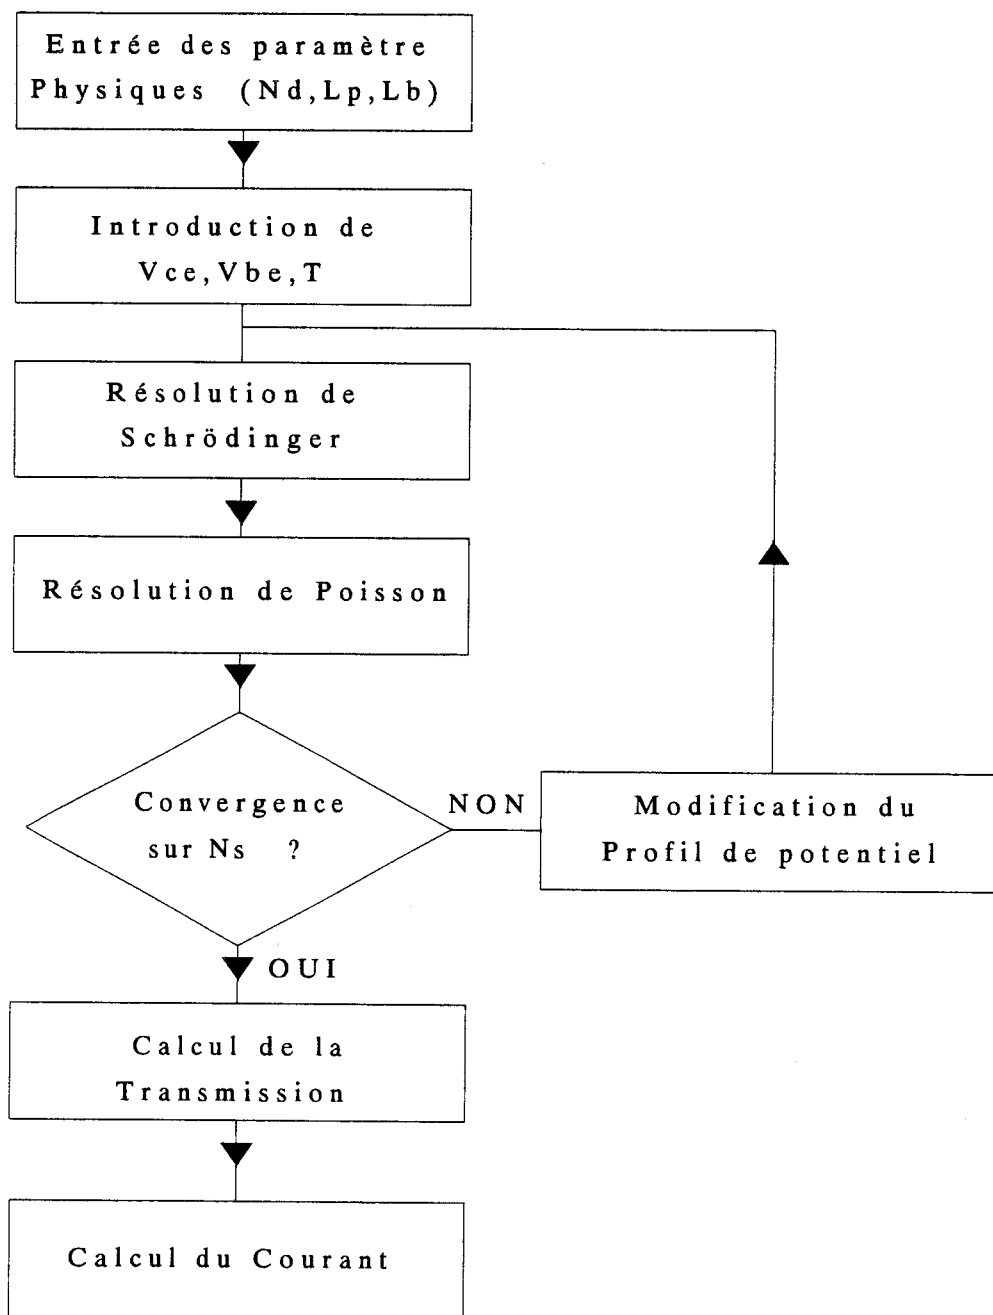 Entrée des paramètre
Physiques (Nd,Lp,Lb)
Introduction de
Vce,Vbe,T
Résolution de
Schrödinger
Résolution de Poisson
Convergence
sur Ns ?
NON
Modification du
Profil de potentiel
OUI
Calcul de la
Transmission
Calcul du Courant